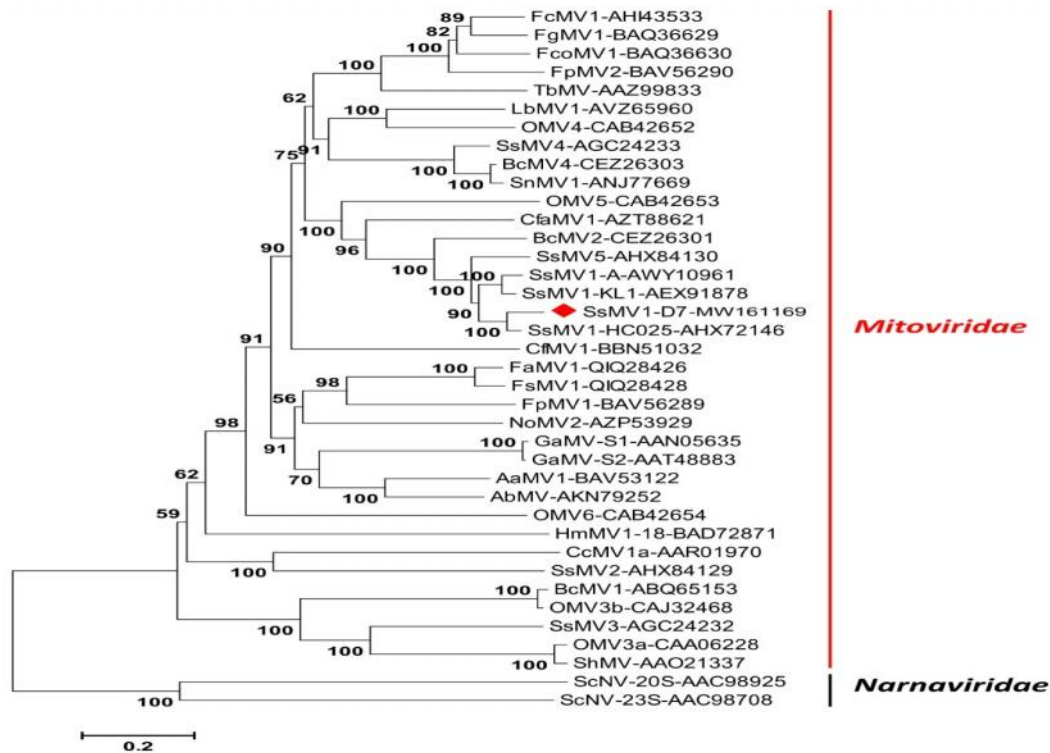 89
FcMV1-AHI43533
82
FgMV1-BAQ36629
100
FcoMV1-BAQ36630
100
FpMV2-BAV56290
62
TbMV-AAZ99833
100
LbMV1-AVZ65960
OMV4-CAB42652
75
91
SsMV4-AGC24233
100
BcMV4-CEZ26303
100
SnMV1-ANJ77669
OMV5-CAB42653
100
CfaMV1-AZT88621
96
BcMV2-CEZ26301
90
100
SsMV5-AHX84130
100
SsMV1-A-AWY10961
100
SsMV1-KL1-AEX91878
90
SsMV1-D7-MW161169
100
SsMV1-HC025-AHX72146
Mitoviridae
91
CfMV1-BBN51032
100
FaMV1-QIQ28426
98
FsMV1-QIQ28428
56
FpMV1-BAV56289
98
NoMV2-AZP53929
91
100
GaMV-S1-AAN05635
GaMV-S2-AAT48883
62
70
AaMV1-BAV53122
100
AbMV-AKN79252
59
OMV6-CAB42654
HmMV1-18-BAD72871
CcMV1a-AAR01970
100
SsMV2-AHX84129
100
BcMV1-ABQ65153
OMV3b-CAJ32468
100
SsMV3-AGC24232
100
OMV3a-CAA06228
100
ShMV-AAO21337
ScNV-20S-AAC98925
Narnaviridae
100
ScNV-23S-AAC98708
0.2